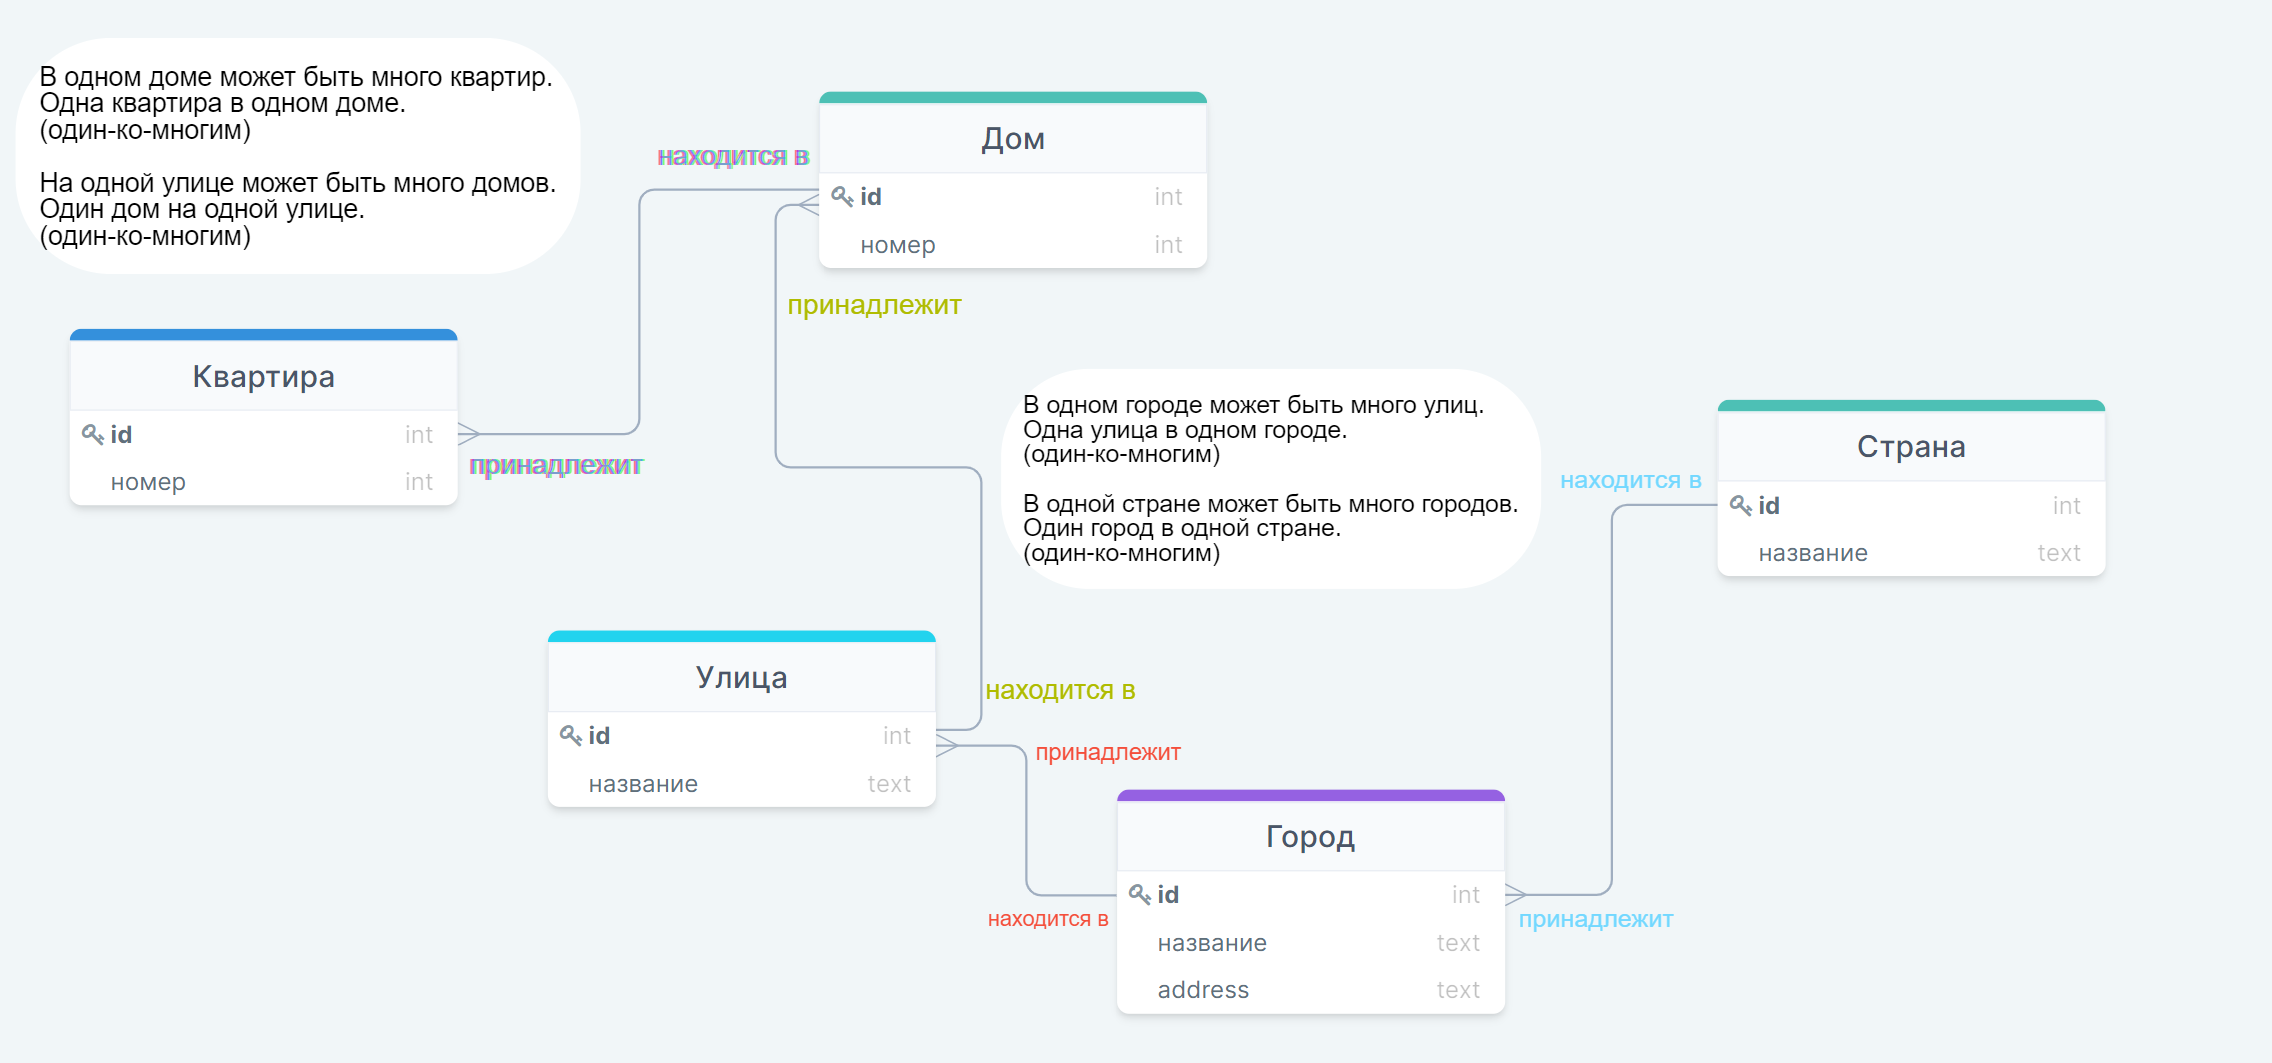 В одном доме может быть много квартир.
Одна квартира в одном доме.
(один-ко-многим)
На одной улице может быть много домов.
Один дом на одной улице.
(один-ко-многим)
Дом
id int
номер int
находится в
принадлежит
Квартира
id int
номер int
принадлежит
В одном городе может быть много улиц.
Одна улица в одном городе.
(один-ко-многим)
В одной стране может быть много городов.
Один город в одной стране.
(один-ко-многим)
Страна
id int
название text
находится в
Улица
id int
название text
находится в
принадлежит
Город
id int
название text
address text
находится в
принадлежит